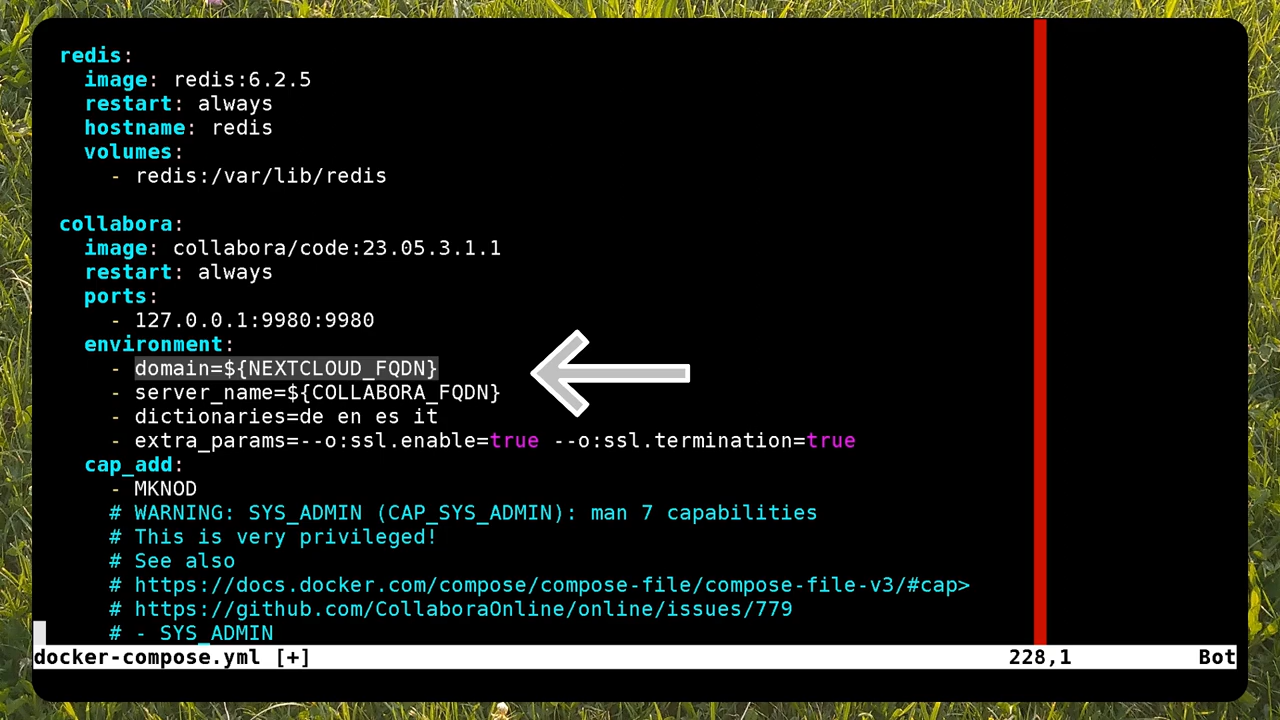 redis:
image: redis:6.2.5
restart: always
hostname: redis
volumes:
- redis:/var/lib/redis
collabora:
image: collabora/code:23.05.3.1.1
restart: always
ports:
- 127.0.0.1:9980:9980
environment:
- domain=${NEXTCLOUD_FQDN}
- server_name=${COLLABORA_FQDN}
- dictionaries=de en es it
- extra_params=--o:ssl.enable=true --o:ssl.termination=true
cap_add:
- MKNOD
# WARNING: SYS_ADMIN (CAP_SYS_ADMIN): man 7 capabilities
# This is very privileged!
# See also
# https://docs.docker.com/compose/compose-file/compose-file-v3/#cap>
# https://github.com/CollaboraOnline/online/issues/779
# - SYS_ADMIN
docker-compose.yml [+] 228,1 Bot